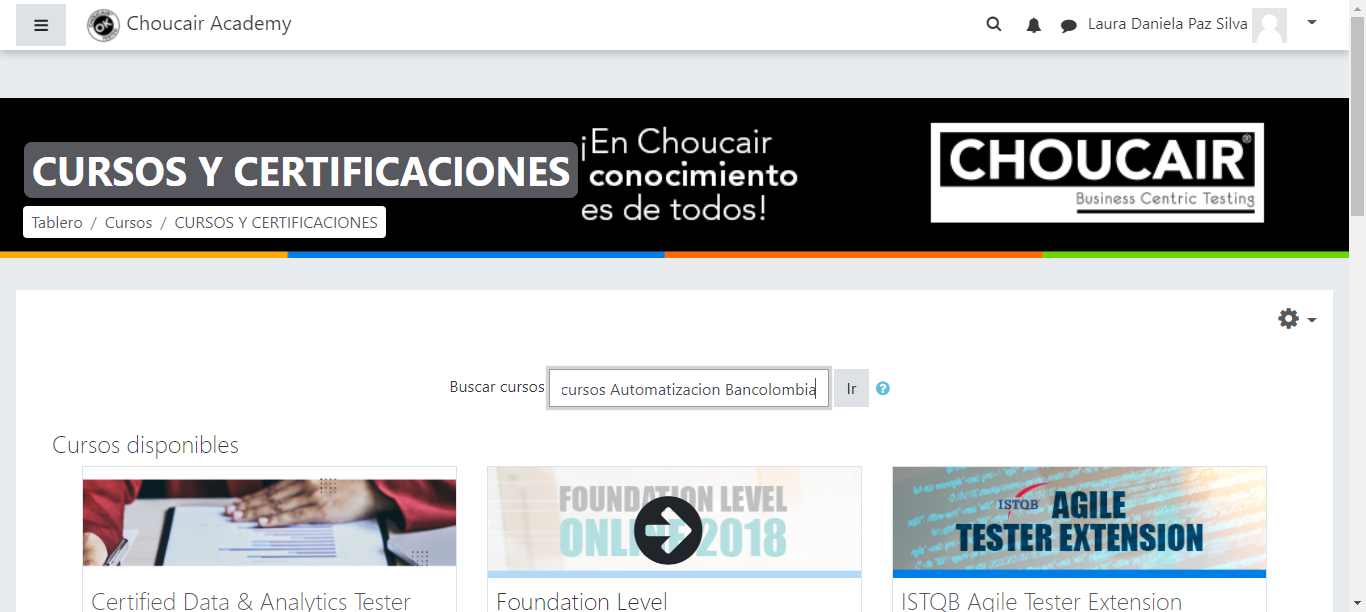 Choucair Academy
Laura Daniela Paz Silva
CURSOS Y CERTIFICACIONES
¡En Choucair
conocimiento
es de todos!
CHOUCAIR®
Business Centric Testing
Tablero / Cursos / CURSOS Y CERTIFICACIONES
Buscar cursos
cursos Automatizacion Bancolombia
Ir
?
Cursos disponibles
FOUNDATION LEVEL
ONLINE 2018
ISTQB AGILE
TESTER EXTENSION
Certified Data & Analytics Tester
Foundation Level
ISTQB Agile Tester Extension